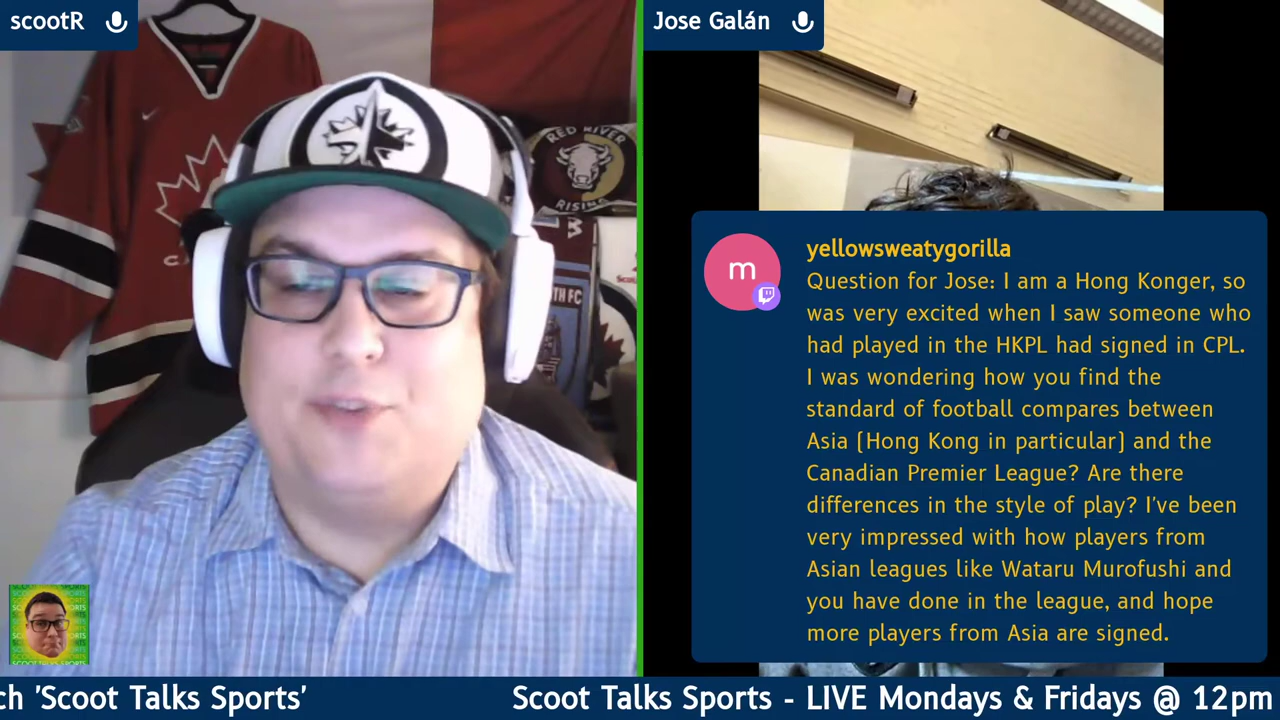 scootR
Jose Galán
RED RIVER
RISING
yellowsweatygorilla
m
Question for Jose: I am a Hong Konger, so
was very excited when I saw someone who
had played in the HKPL had signed in CPL.
I was wondering how you find the
standard of football compares between
Asia [Hong Kong in particular] and the
Canadian Premier League? Are there
differences in the style of play? I've been
very impressed with how players from
Asian leagues like Wataru Murofushi and
you have done in the league, and hope
more players from Asia are signed.
ch 'Scoot Talks Sports'
Scoot Talks Sports - LIVE Mondays & Fridays @ 12pm